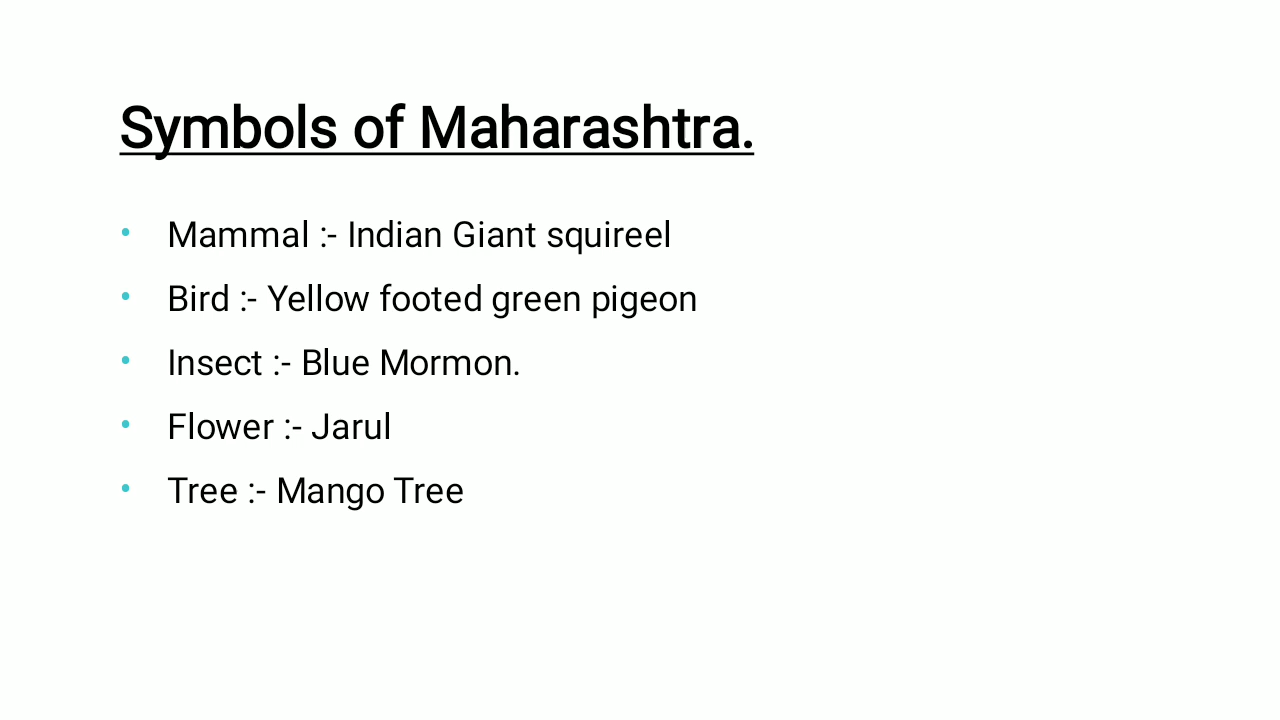 Symbols of Maharashtra.
• Mammal :- Indian Giant squireel
• Bird :- Yellow footed green pigeon
• Insect :- Blue Mormon.
• Flower :- Jarul
• Tree :- Mango Tree